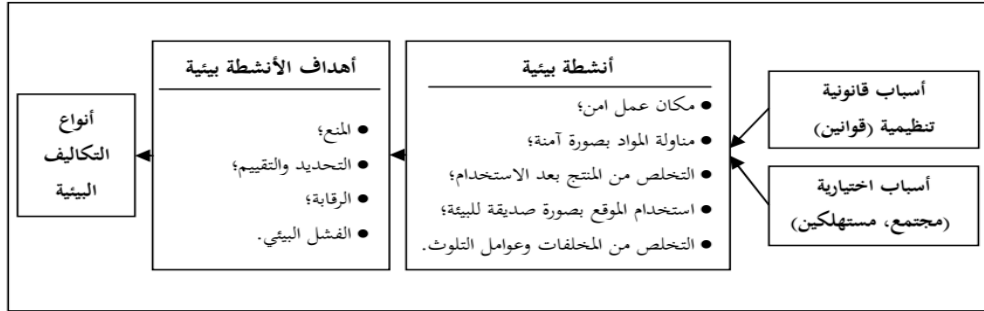 أسباب قانونية
تنظيمية (قوانين)
أسباب اختيارية
(مجتمع، مستهلكين)
أنشطة بيئية
● مكان عمل امن؛
● مناولة المواد بصورة آمنة؛
● التخلص من المنتج بعد الاستخدام؛
● استخدام الموقع بصورة صديقة للبيئة؛
● التخلص من المخلفات وعوامل التلوث.
أهداف الأنشطة بيئية
● المنع؛
● التحديد والتقييم؛
● الرقابة؛
● الفشل البيئي.
أنواع
التكاليف
البيئية